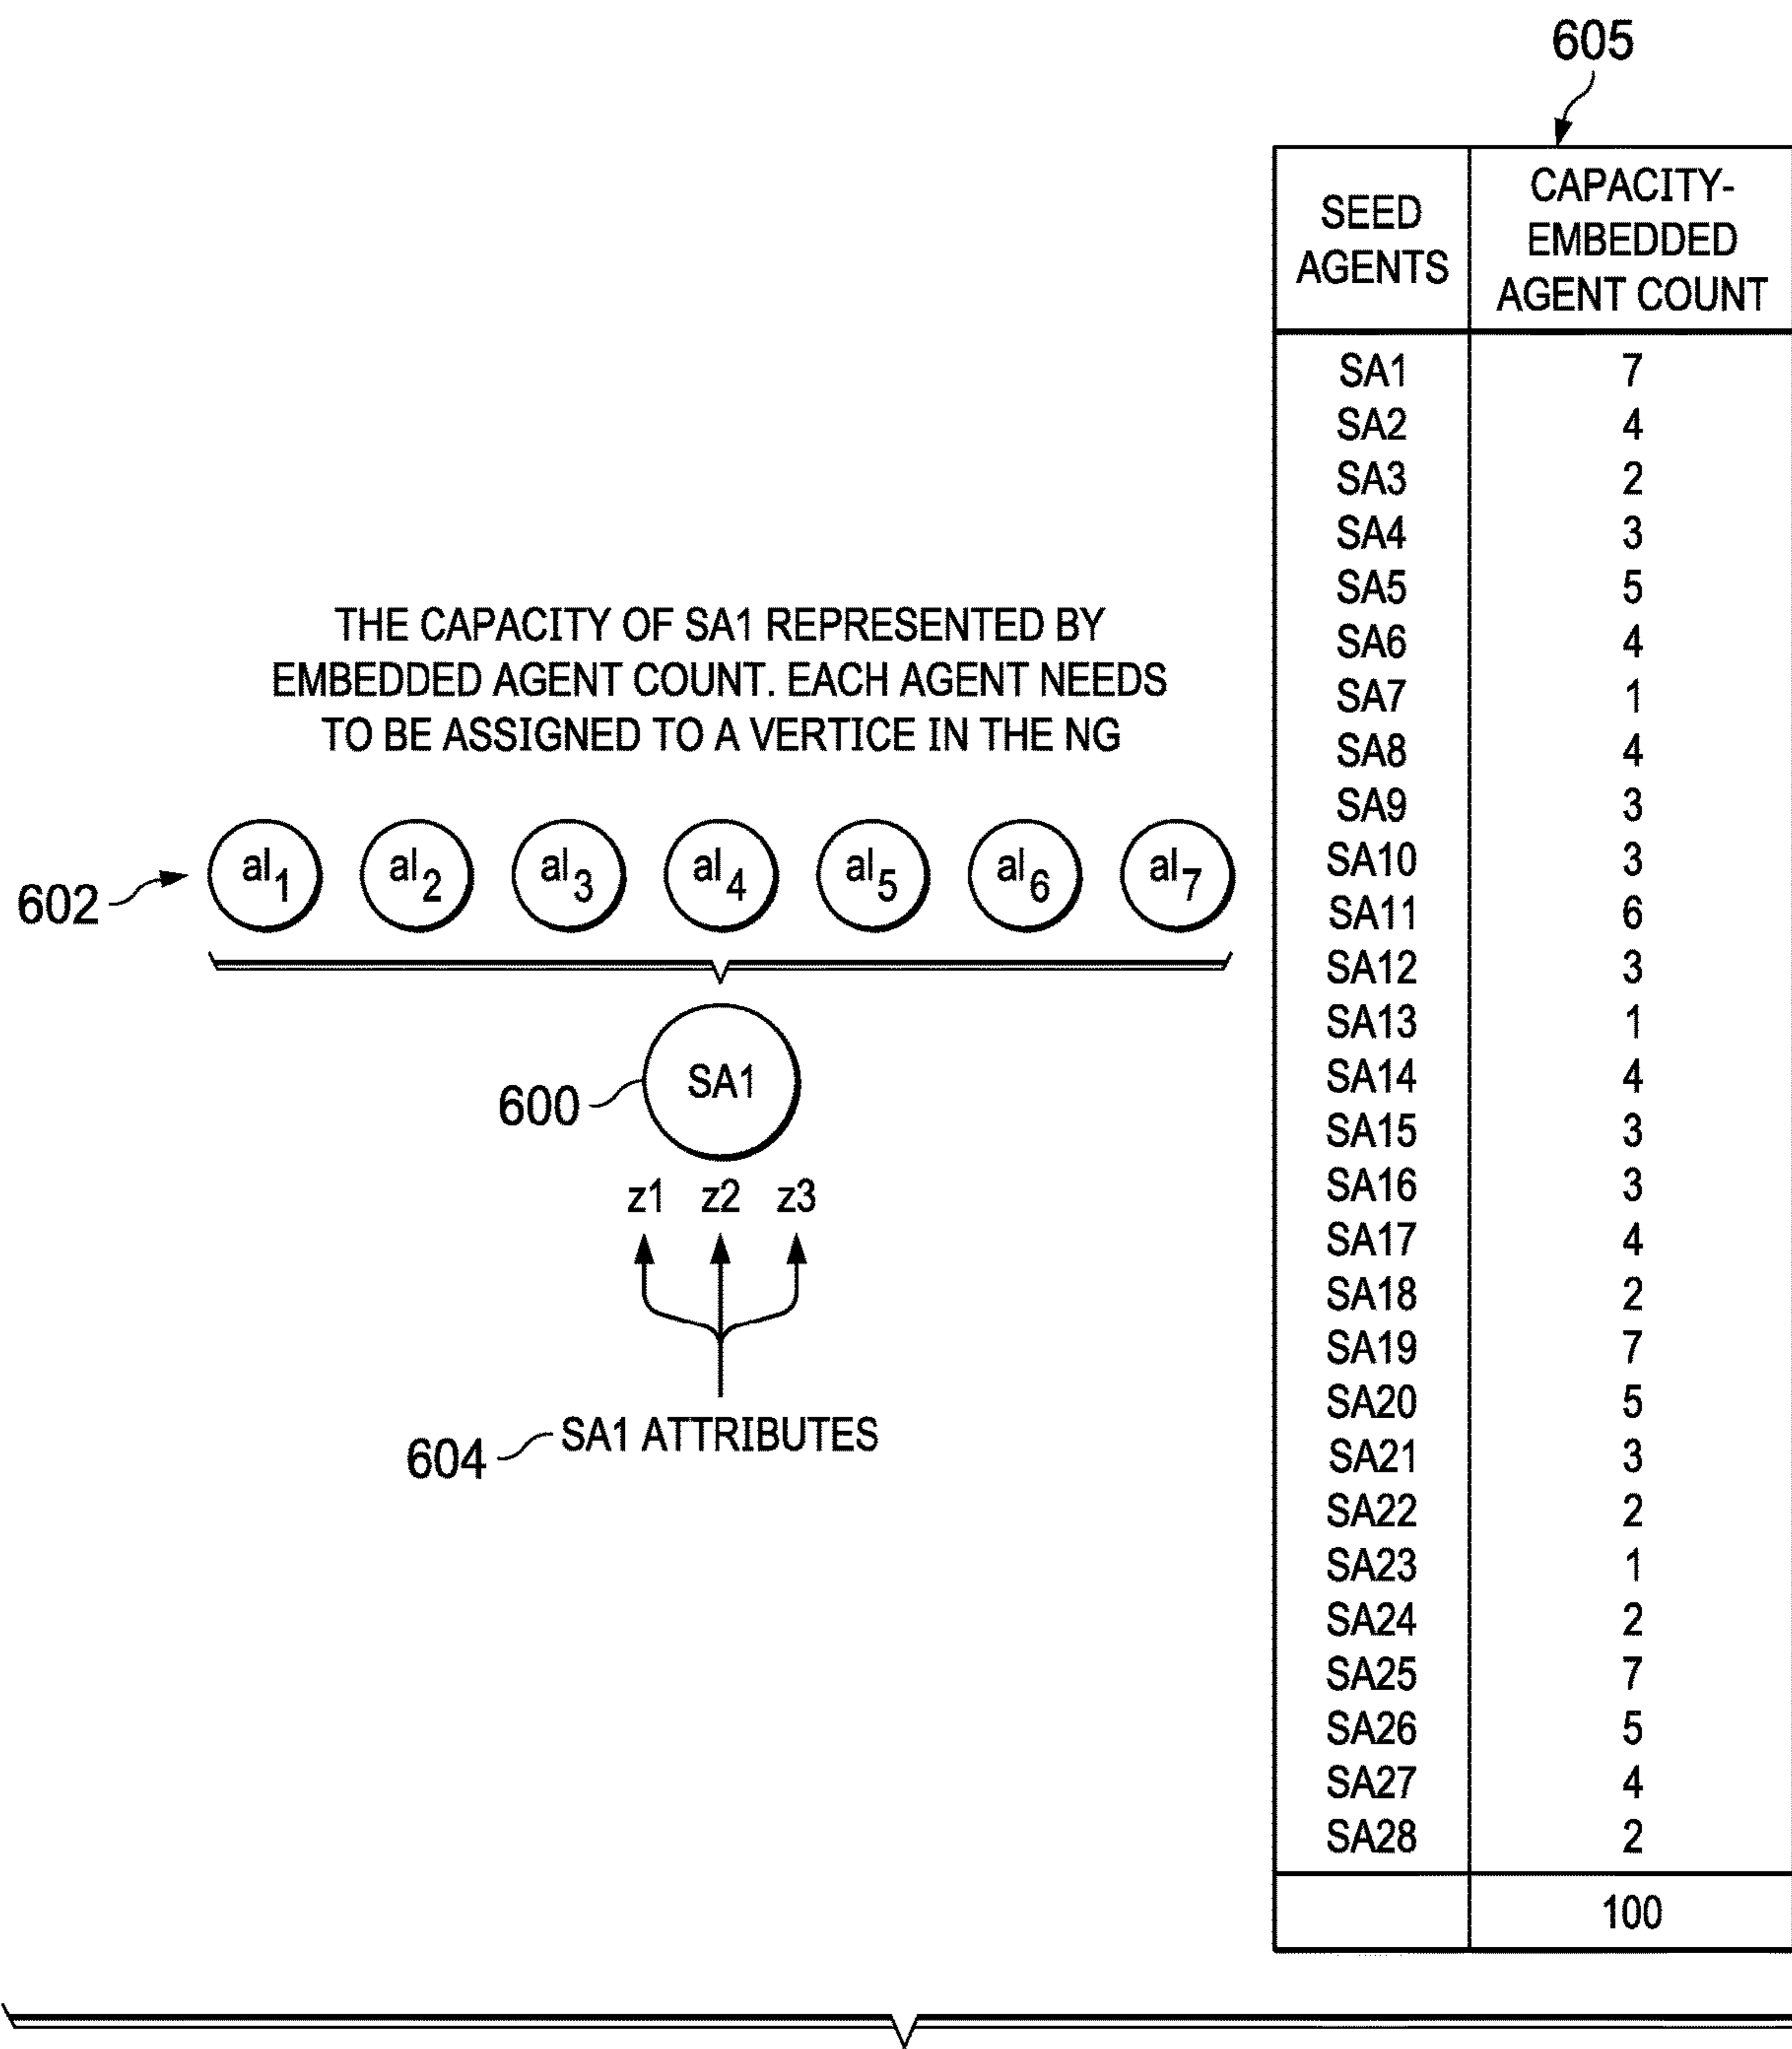 605
SEED AGENTS CAPACITY-EMBEDDED AGENT COUNT
SA1 7
SA2 4
SA3 2
SA4 3
SA5 5
SA6 4
SA7 1
SA8 4
SA9 3
SA10 3
SA11 6
SA12 3
SA13 1
SA14 4
SA15 3
SA16 3
SA17 4
SA18 2
SA19 7
SA20 5
SA21 3
SA22 2
SA23 1
SA24 2
SA25 7
SA26 5
SA27 4
SA28 2
100
THE CAPACITY OF SA1 REPRESENTED BY
EMBEDDED AGENT COUNT. EACH AGENT NEEDS
TO BE ASSIGNED TO A VERTICE IN THE NG
602 al1 al2 al3 al4 al5 al6 al7
600 SA1
z1 z2 z3
604 SA1 ATTRIBUTES